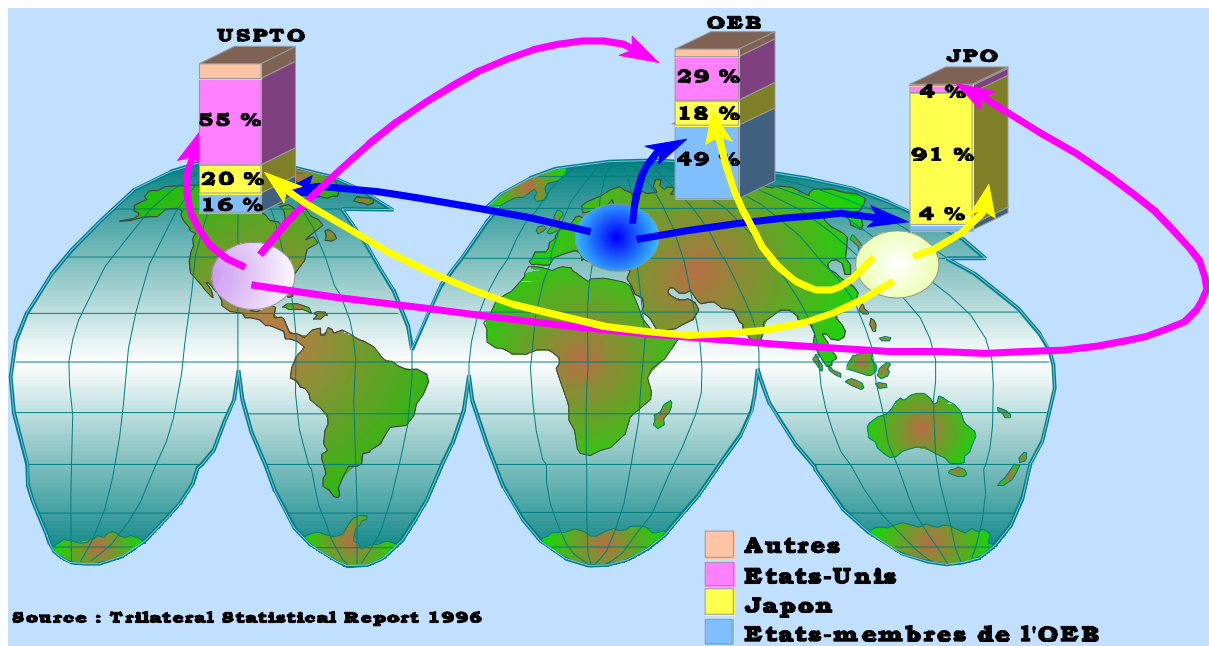 USPTO
55 %
20 %
16 %
OEB
29 %
18 %
49 %
JPO
4 %
91 %
4 %
Autres
Etats-Unis
Japon
Etats-membres de l'OEB
Source : Trilateral Statistical Report 1996